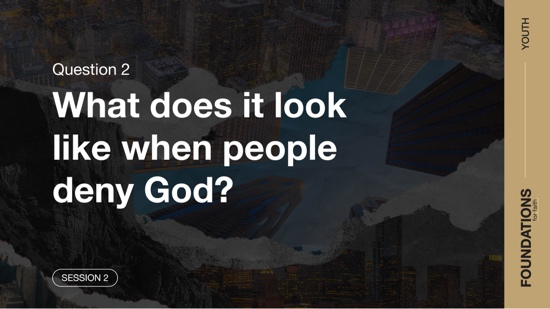 Question 2
What does it look
like when people
deny God?
SESSION 2
YOUTH
FOUNDATIONS
for faith